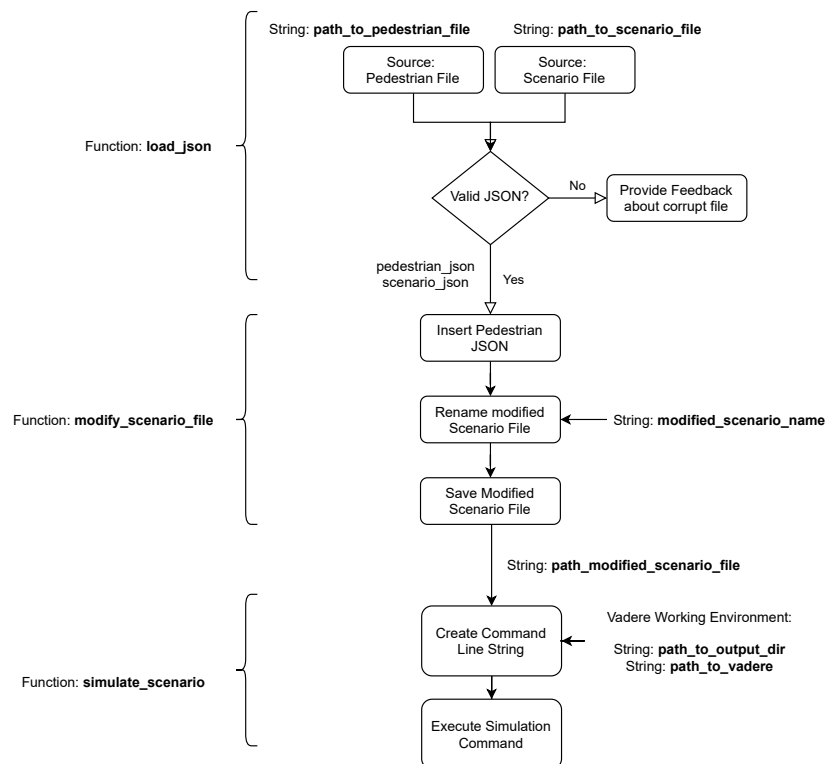 String: path_to_pedestrian_file
String: path_to_scenario_file
Source:
Pedestrian File
Source:
Scenario File
Function: load_json
Valid JSON?
No
Provide Feedback
about corrupt file
pedestrian_json
scenario_json
Yes
Insert Pedestrian
JSON
Function: modify_scenario_file
Rename modified
Scenario File
String: modified_scenario_name
Save Modified
Scenario File
String: path_modified_scenario_file
Vadere Working Environment:
Create Command
Line String
String: path_to_output_dir
String: path_to_vadere
Function: simulate_scenario
Execute Simulation
Command